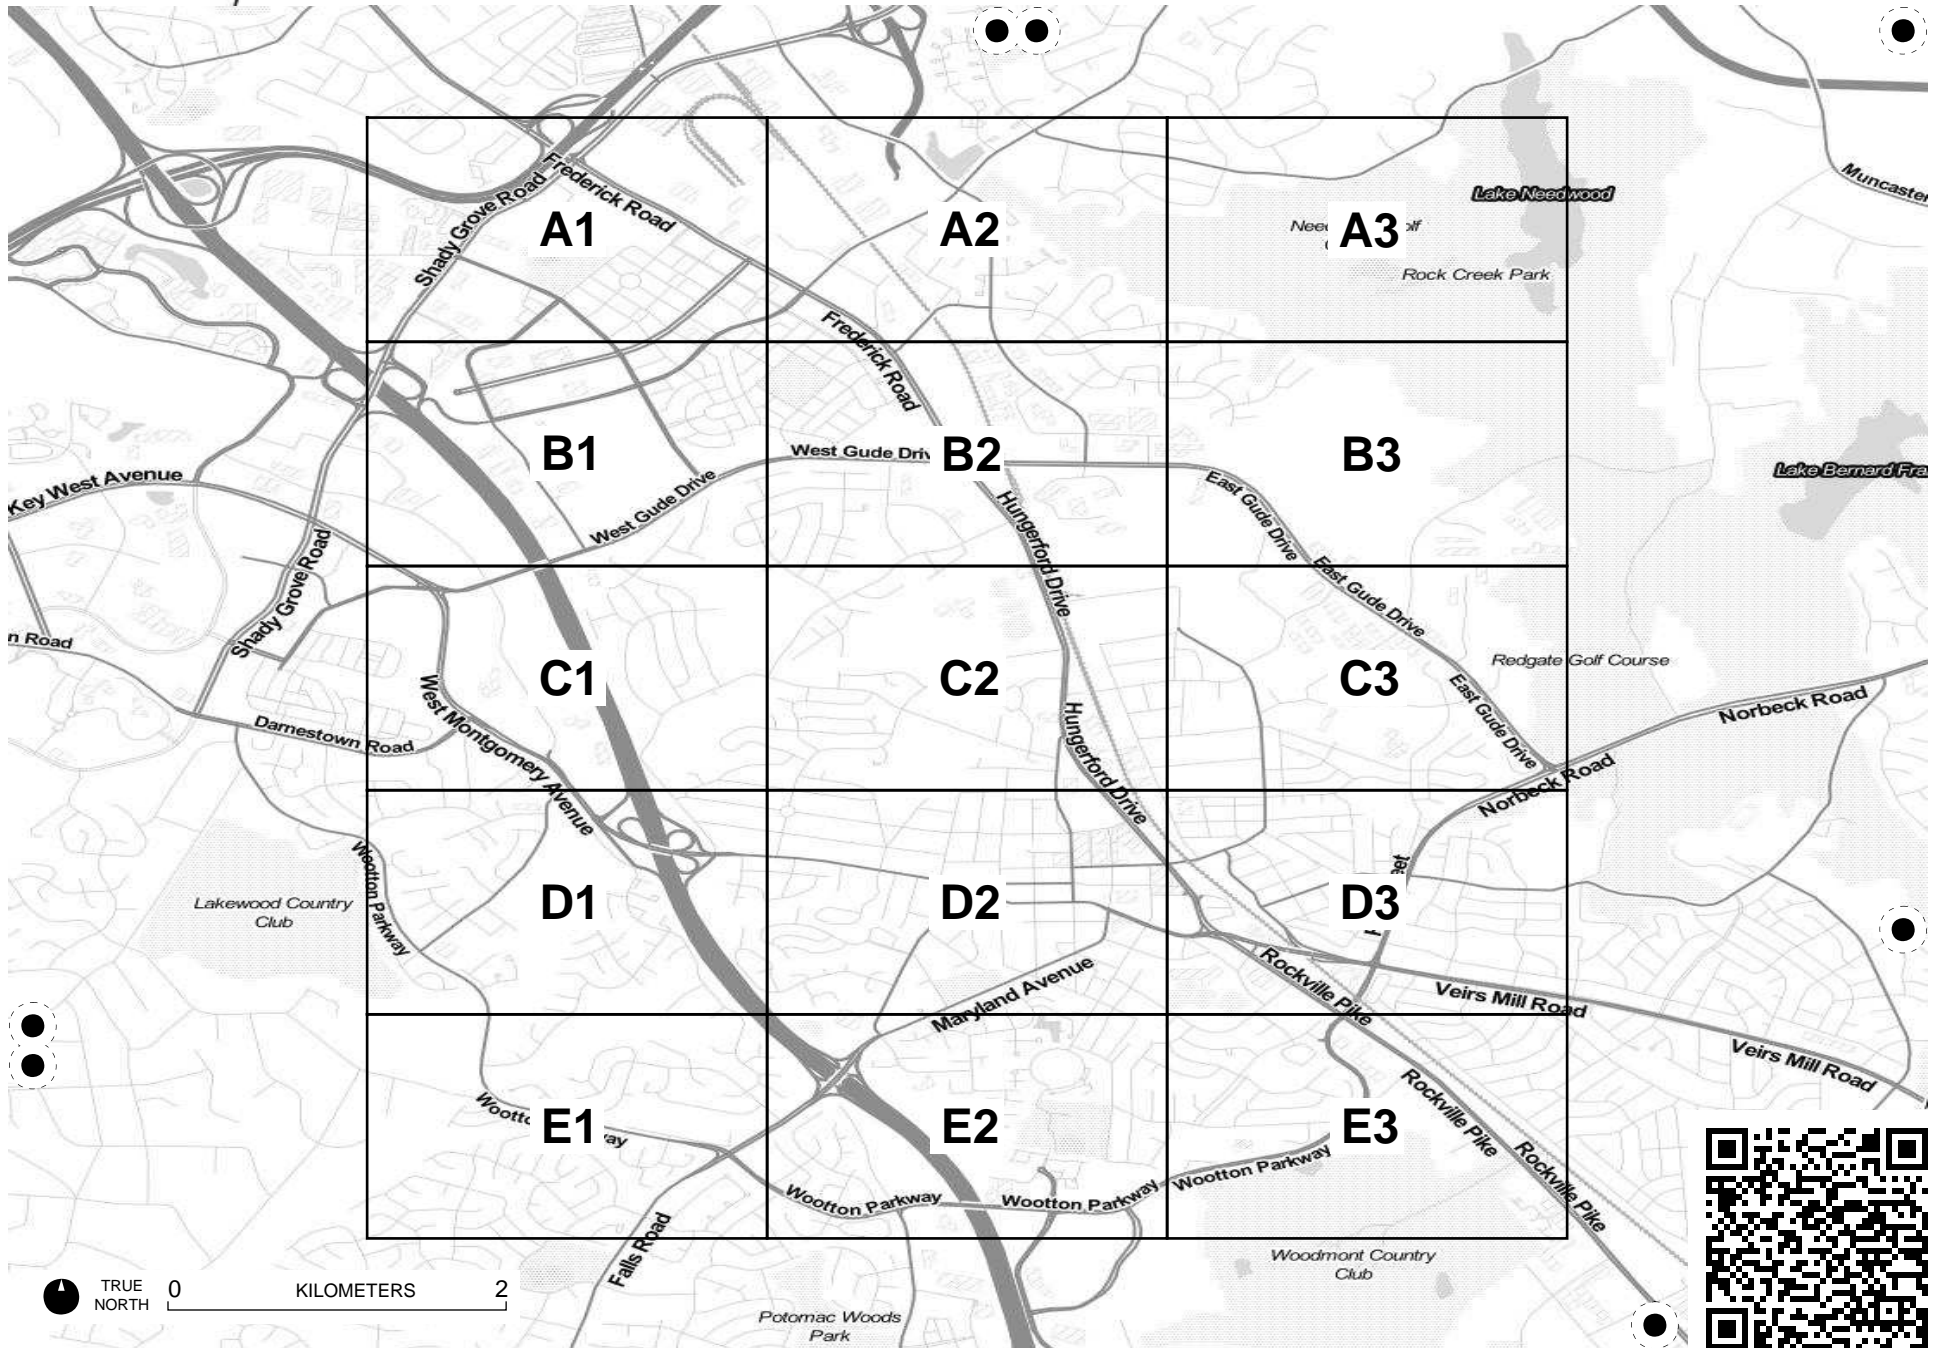 Lake Needwood
Muncaster
Frederick Road
Shady Grove Road
A1
A2
A3
Rock Creek Park
Frederick Road
B1
B2
B3
West Gude
West Gude Drive
Key West Avenue
Lake Bernard
East Gude Drive
Hungerford Drive
Shady Grove Road
East Gude Drive
n Road
C1
C2
C3
Redgate Golf Course
East Gude Drive
West Montgomery Avenue
Norbeck Road
Darnestown Road
Hungerford Drive
Norbeck Road
Wootton Parkway
Lakewood Country
Club
D1
D2
D3
Rockville Pike
Maryland Avenue
Veirs Mill Road
Veirs Mill Road
Rockville Pike
E1
E2
E3
Wootton Parkway
Wootton Parkway
Wootton Parkway
Rockville Pike
Falls Road
Woodmont Country
Club
TRUE
NORTH
0 KILOMETERS 2
Potomac Woods
Park